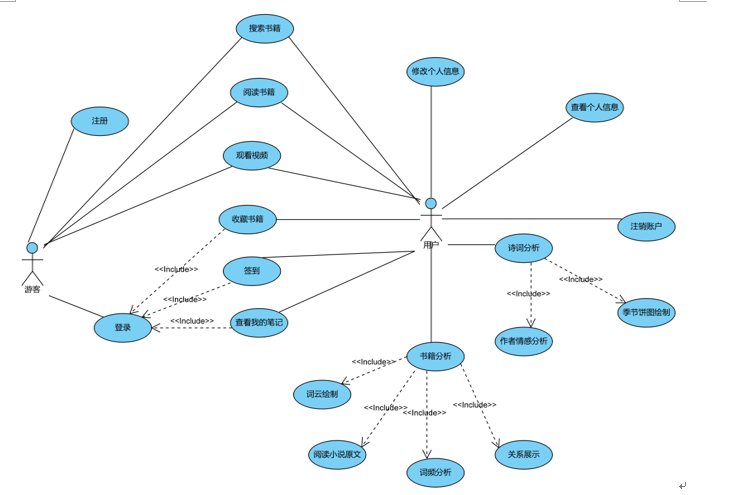 搜索书籍
修改个人信息
阅读书籍
查看个人信息
注册
观看视频
收藏书籍
注销账户
用户
诗词分析
签到
<<Include>>
<<Include>>
<<Include>>
<<Include>>
游客
<<Include>>
季节饼图绘制
登录
查看我的笔记
作者情感分析
书籍分析
<<Include>>
词云绘制
<<Include>>
<<Include>>
<<Include>>
阅读小说原文
词频分析
关系展示